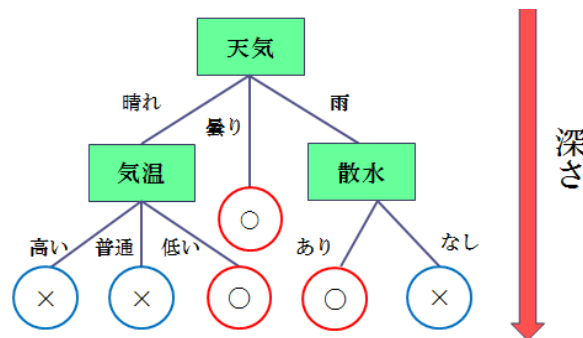 天気
晴れ
曇り
雨
気温
散水
○
高い
普通
低い
あり
なし
×
×
○
○
×
深さ